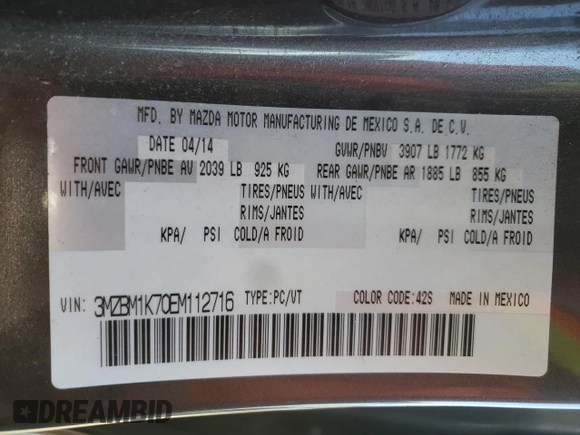 MFD. BY MAZDA MOTOR MANUFACTURING DE MEXICO S.A. DE C.V.
DATE 04/14 GVWR/PNBV 3907 LB 1772 KG
FRONT GAWR/PNBE AV 2039 LB 925 KG REAR GAWR/PNBE AR 1885 LB 855 KG
WITH/AVEC TIRES/PNEUS WITH/AVEC TIRES/PNEUS
RIMS/JANTES RIMS/JANTES
KPA/ PSI COLD/A FROID KPA/ PSI COLD/A FROID
VIN: 3MZBM1K70EM112716 TYPE:PC/VT COLOR CODE:42S MADE IN MEXICO
DREAMBID